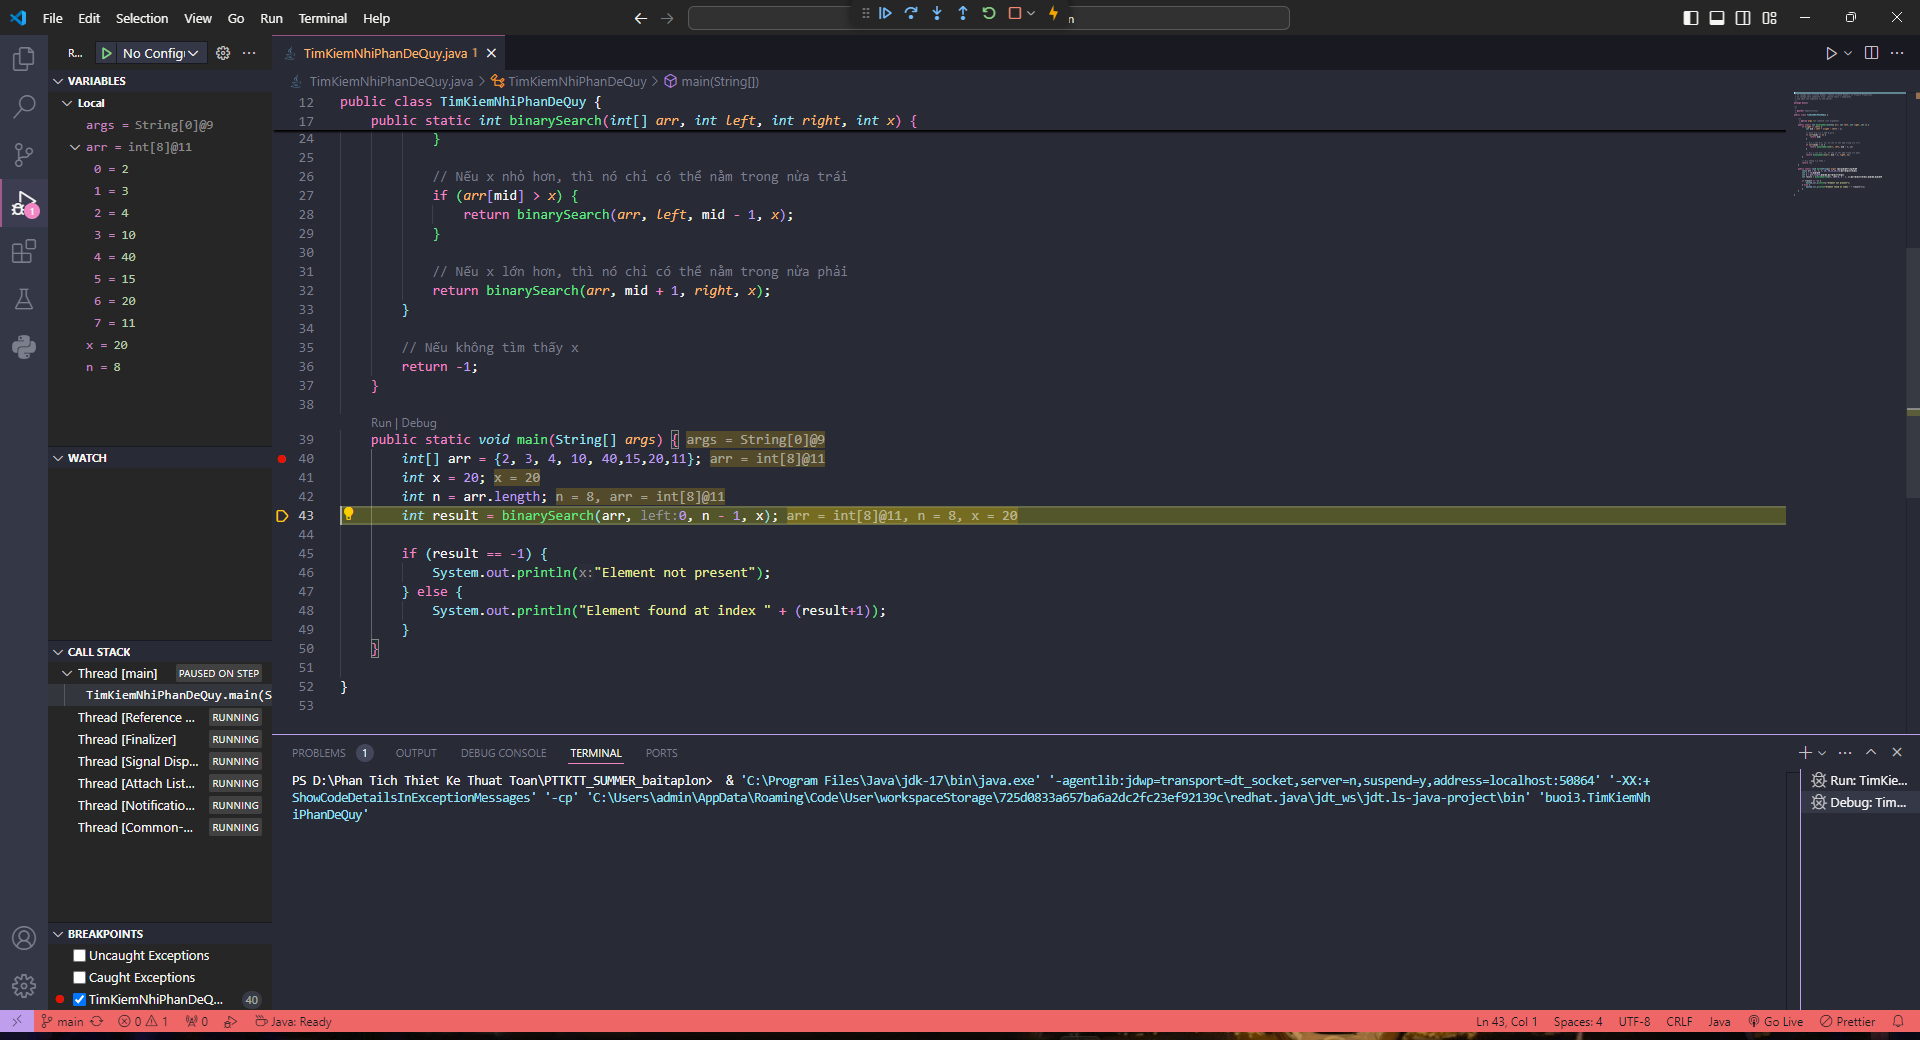 File Edit Selection View Go Run Terminal Help
n
R... No Config
TimKiemNhiPhanDeQuy.java 1
TimKiemNhiPhanDeQuy.java > TimKiemNhiPhanDeQuy > main(String[])
VARIABLES
Local
args = String[0]@9
arr = int[8]@11
0 = 2
1 = 3
2 = 4
3 = 10
4 = 40
5 = 15
6 = 20
7 = 11
x = 20
n = 8
WATCH
CALL STACK
Thread [main] PAUSED ON STEP
TimKiemNhiPhanDeQuy.main(S
Thread [Reference ... RUNNING
Thread [Finalizer] RUNNING
Thread [Signal Disp... RUNNING
Thread [Attach List... RUNNING
Thread [Notificatio... RUNNING
Thread [Common-... RUNNING
BREAKPOINTS
Uncaught Exceptions
Caught Exceptions
TimKiemNhiPhanDeQ... 40
12 public class TimKiemNhiPhanDeQuy {
17 public static int binarySearch(int[] arr, int left, int right, int x) {
24 }
25
26 // Nếu x nhỏ hơn, thì nó chỉ có thể nằm trong nửa trái
27 if (arr[mid] > x) {
28 return binarySearch(arr, left, mid - 1, x);
29 }
30
31 // Nếu x lớn hơn, thì nó chỉ có thể nằm trong nửa phải
32 return binarySearch(arr, mid + 1, right, x);
33 }
34
35 // Nếu không tìm thấy x
36 return -1;
37 }
38
Run | Debug
39 public static void main(String[] args) { args = String[0]@9
40 int[] arr = {2, 3, 4, 10, 40,15,20,11}; arr = int[8]@11
41 int x = 20; x = 20
42 int n = arr.length; n = 8, arr = int[8]@11
43 int result = binarySearch(arr, left:0, n - 1, x); arr = int[8]@11, n = 8, x = 20
44
45 if (result == -1) {
46 System.out.println(x:"Element not present");
47 } else {
48 System.out.println("Element found at index " + (result+1));
49 }
50 }
51
52 }
53
PROBLEMS 1 OUTPUT DEBUG CONSOLE TERMINAL PORTS
PS D:\Phan Tich Thiet Ke Thuat Toan\PTTKTT_SUMMER_baitaplon> & 'C:\Program Files\Java\jdk-17\bin\java.exe' '-agentlib:jdwp=transport=dt_socket,server=n,suspend=y,address=localhost:50864' '-XX:+
ShowCodeDetailsInExceptionMessages' '-cp' 'C:\Users\admin\AppData\Roaming\Code\User\workspaceStorage\725d0833a657ba6a2dc2fc23ef92139c\redhat.java\jdt_ws\jdt.ls-java-project\bin' 'buoi3.TimKiemNh
iPhanDeQuy'
Run: TimKie...
Debug: Tim...
main 0 1 0 Java: Ready Ln 43, Col 1 Spaces: 4 UTF-8 CRLF Java Go Live Prettier